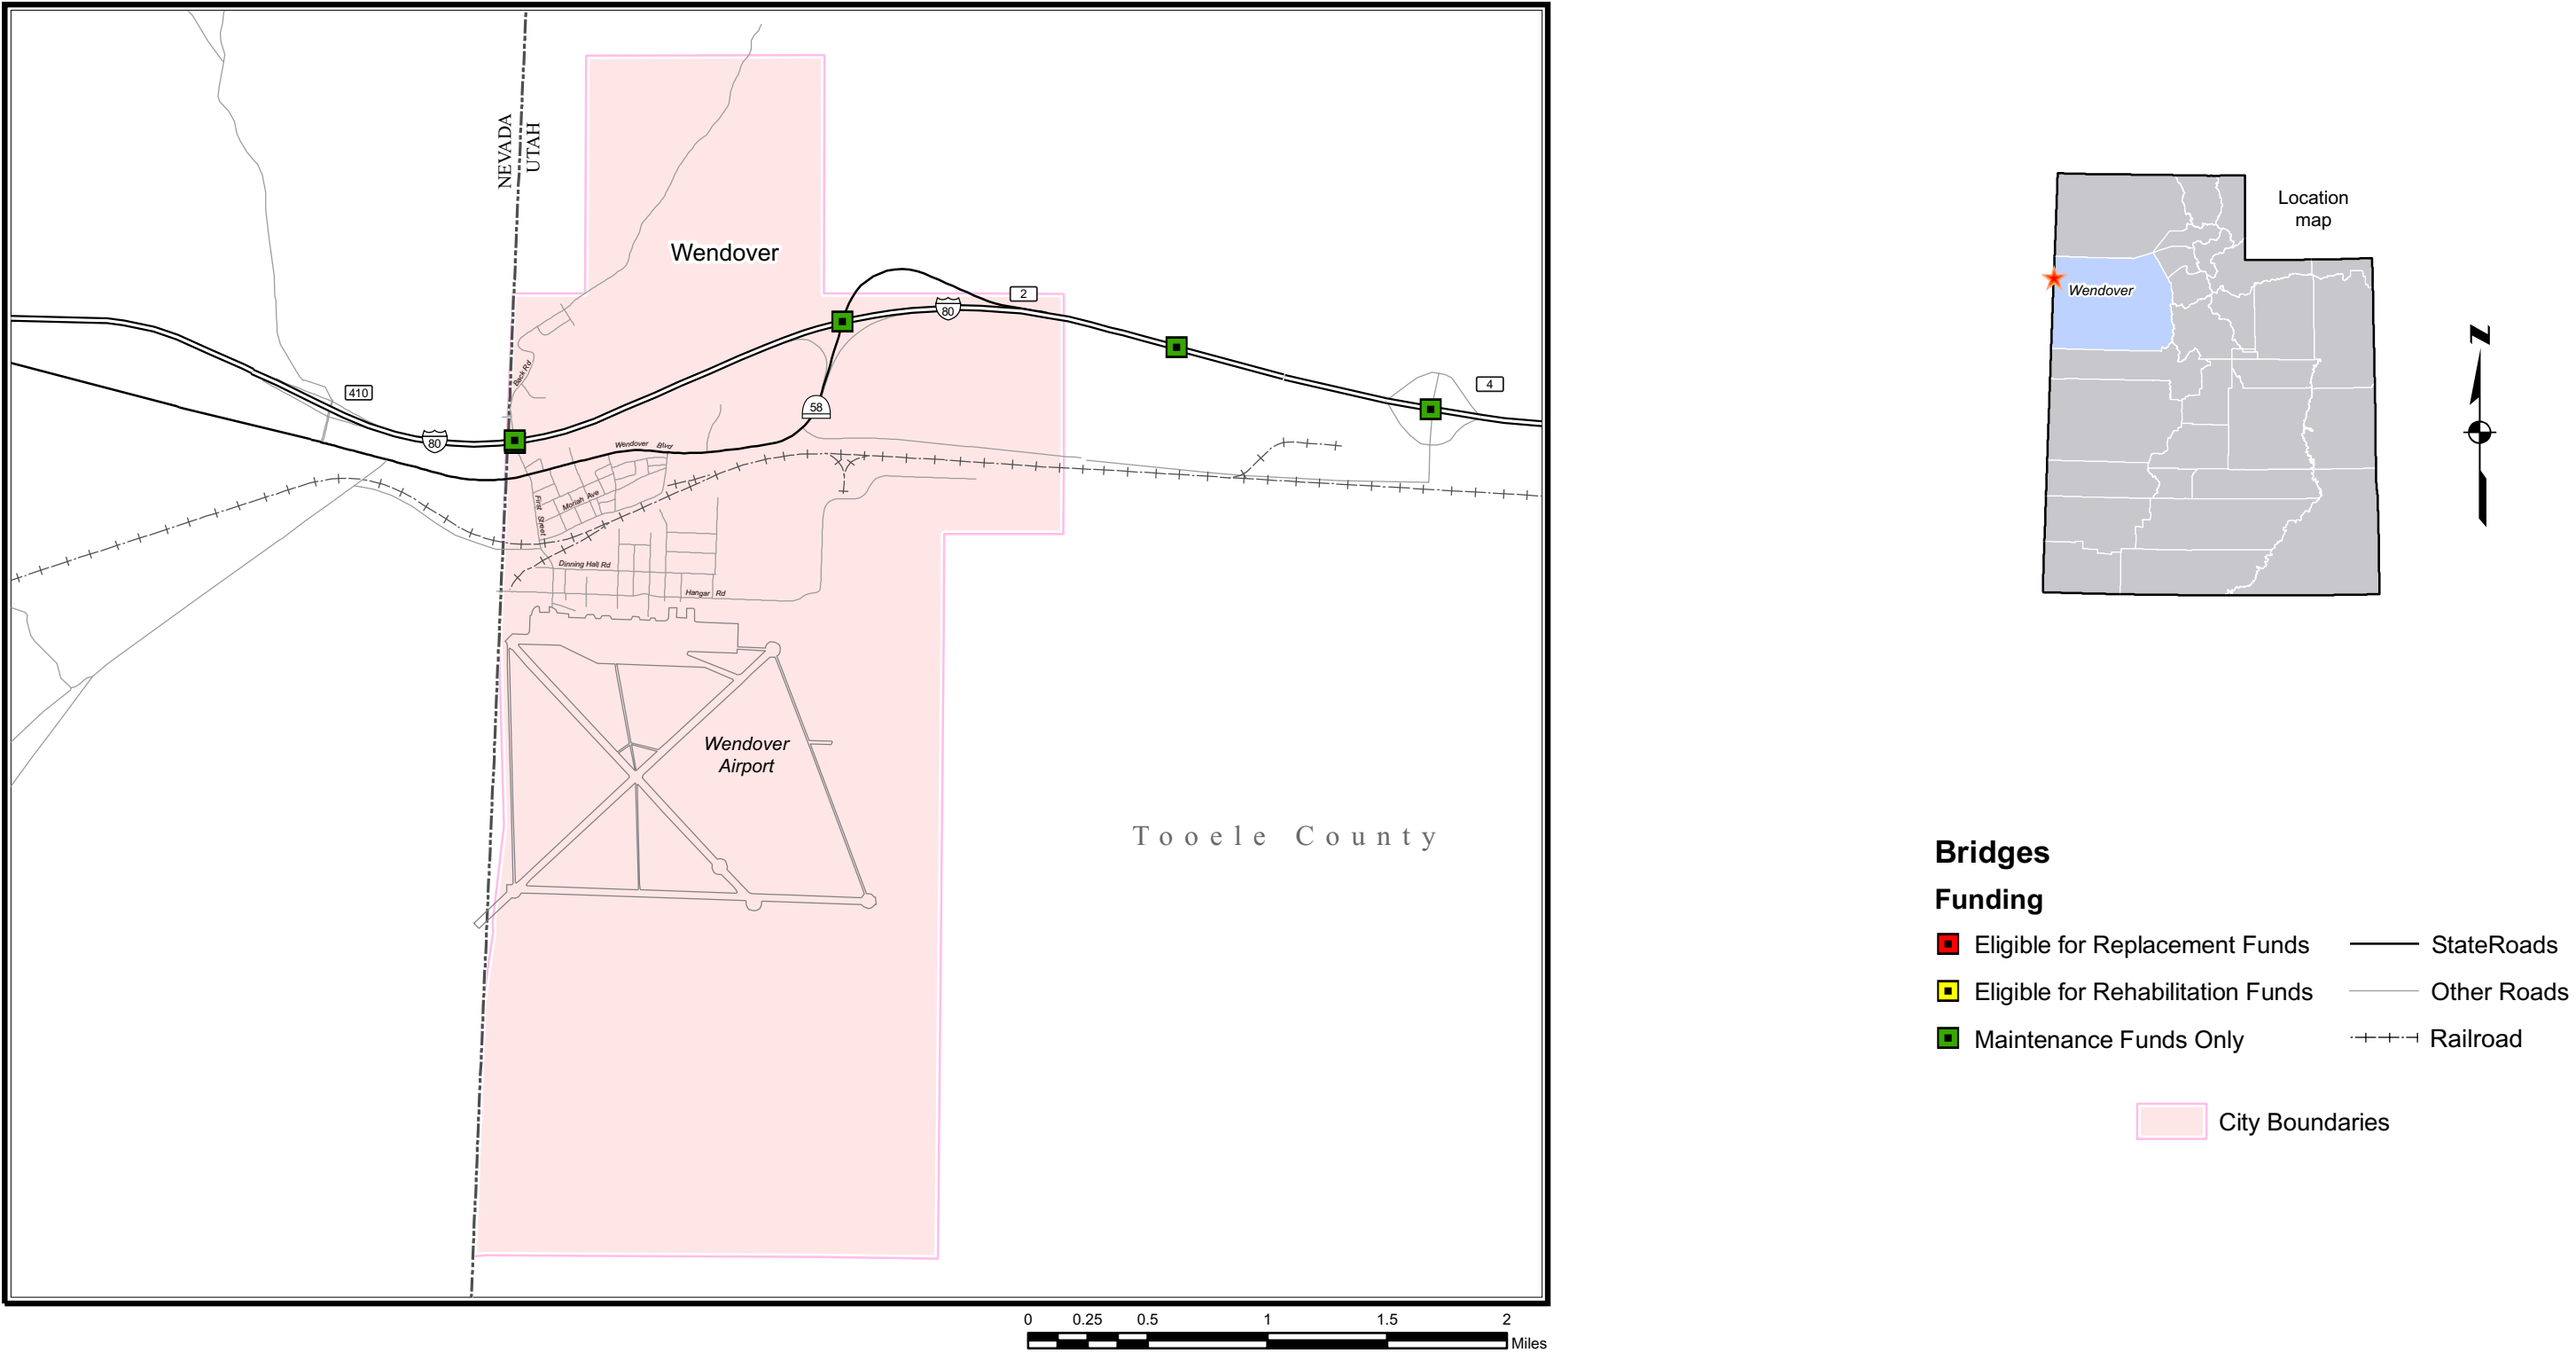 NEVADA
UTAH
Wendover
2
80
410
80
58
4
Back Rd
Wendover Blvd
First Street
Moriah Ave
Dinning Hall Rd
Hangar Rd
Wendover
Airport
Tooele County
0 0.25 0.5 1 1.5 2
Miles
Location
map
Wendover
N
Bridges
Funding
Eligible for Replacement Funds
Eligible for Rehabilitation Funds
Maintenance Funds Only
StateRoads
Other Roads
Railroad
City Boundaries